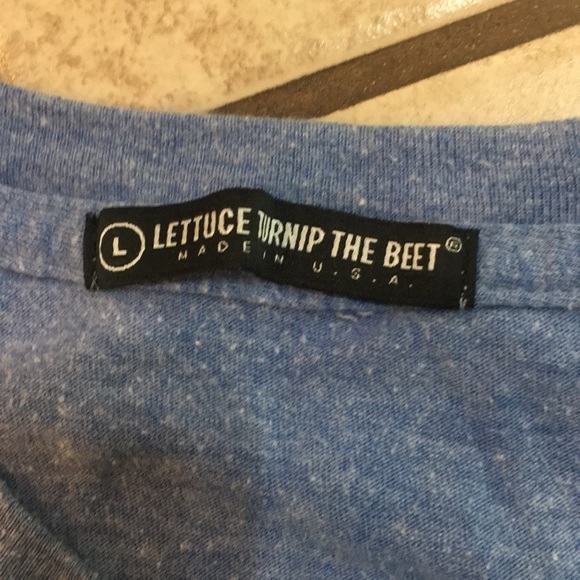 L LETTUCE TURNIP THE BEET®
MADE IN U.S.A.